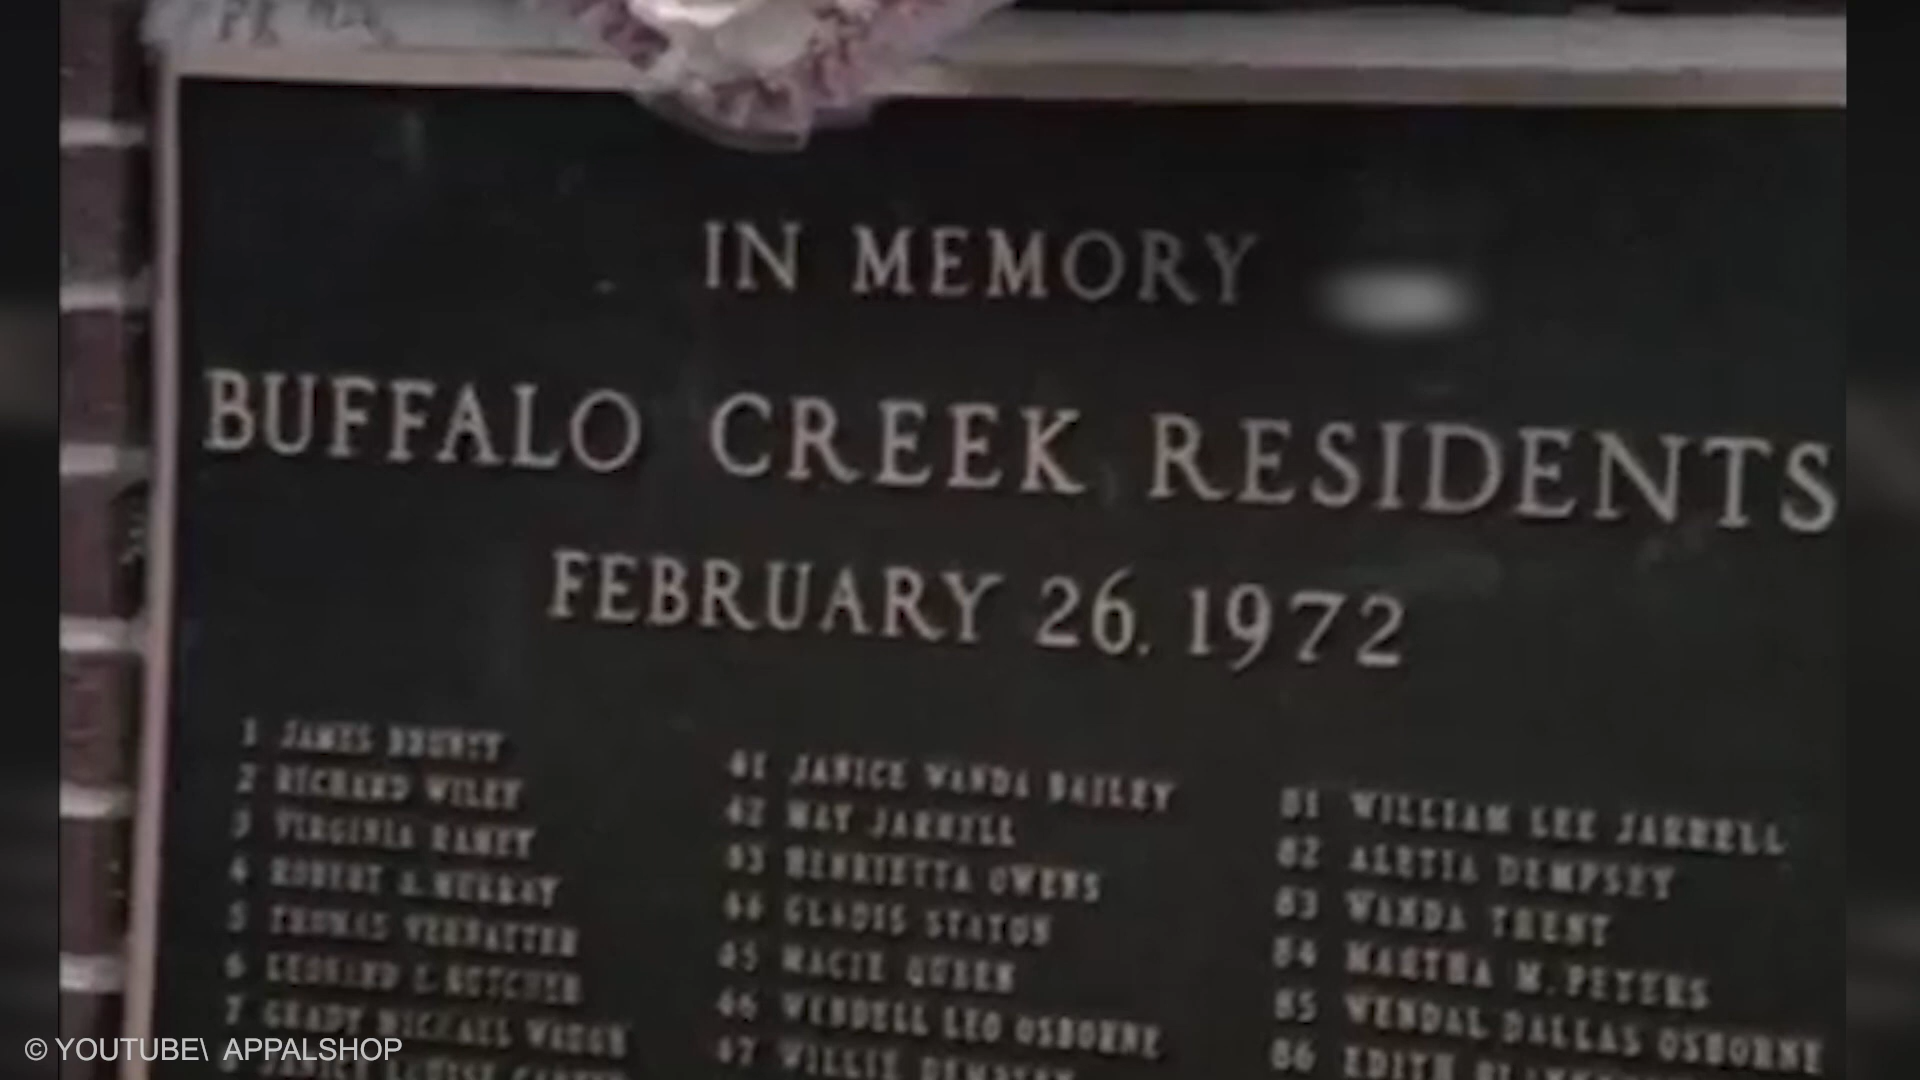 IN MEMORY
BUFFALO CREEK RESIDENTS
FEBRUARY 26, 1972
1 JAMES BRUNTY
2 RICHARD WILEY
3 VIRGINIA RAMEY
4 ROBERT A. MURRAY
5 THOMAS VERNATTER
6 LEONARD E. BUTCHER
7 GRADY MICHAEL WAUGH
41 JANICE WANDA BAILEY
42 MAY JARRELL
43 HENRIETTA OWENS
44 GLADIS STATON
45 MACIE QUEEN
46 WENDELL LEO OSBORNE
47 WILLIE DEMPSEY
81 WILLIAM LEE JARRELL
82 ALETIA DEMPSEY
83 WANDA TRENT
84 MARTHA M. PETERS
85 WENDAL DALLAS OSBORNE
86 EDITH
© YOUTUBE\ APPALSHOP